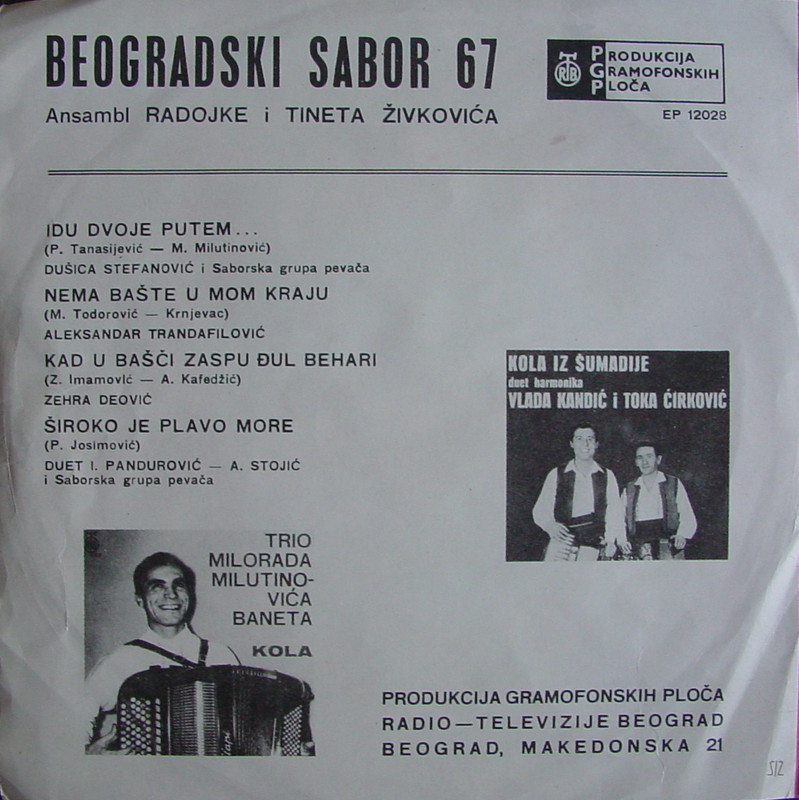 BEOGRADSKI SABOR 67
Ansambl RADOJKE i TINETA ŽIVKOVIĆA
RTB
PGP
PRODUKCIJA
GRAMOFONSKIH
PLOČA
EP 12028
IDU DVOJE PUTEM...
(P. Tanasijević — M. Milutinović)
DUŠICA STEFANOVIĆ i Saborska grupa pevača
NEMA BAŠTE U MOM KRAJU
(M. Todorović — Krnjevac)
ALEKSANDAR TRANDAFILOVIĆ
KAD U BAŠČI ZASPU ĐUL BEHARI
(Z. Imamović — A. Kafedžić)
ZEHRA DEOVIĆ
ŠIROKO JE PLAVO MORE
(P. Josimović)
DUET I. PANDUROVIĆ — A. STOJIĆ
i Saborska grupa pevača
KOLA IZ ŠUMADIJE
duet harmonika
VLADA KANDIĆ i TOKA ĆIRKOVIĆ
TRIO
MILORADA
MILUTINO-
VIĆA
BANETA
KOLA
PRODUKCIJA GRAMOFONSKIH PLOČA
RADIO—TELEVIZIJE BEOGRAD
BEOGRAD, MAKEDONSKA 21